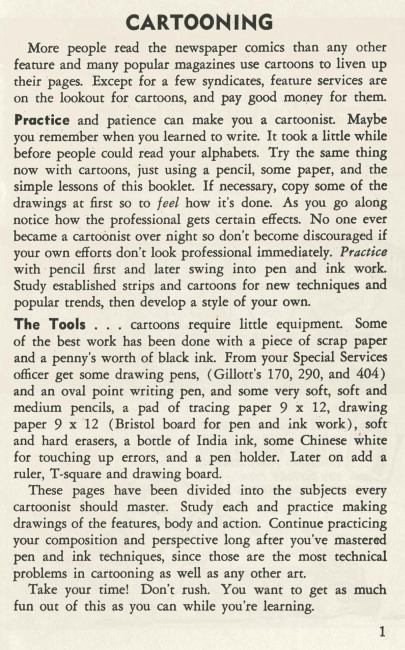 CARTOONING
More people read the newspaper comics than any other
feature and many popular magazines use cartoons to liven up
their pages. Except for a few syndicates, feature services are
on the lookout for cartoons, and pay good money for them.
Practice and patience can make you a cartoonist. Maybe
you remember when you learned to write. It took a little while
before people could read your alphabets. Try the same thing
now with cartoons, just using a pencil, some paper, and the
simple lessons of this booklet. If necessary, copy some of the
drawings at first so to feel how it's done. As you go along
notice how the professional gets certain effects. No one ever
became a cartoonist over night so don't become discouraged if
your own efforts don't look professional immediately. Practice
with pencil first and later swing into pen and ink work.
Study established strips and cartoons for new techniques and
popular trends, then develop a style of your own.
The Tools . . . cartoons require little equipment. Some
of the best work has been done with a piece of scrap paper
and a penny's worth of black ink. From your Special Services
officer get some drawing pens, (Gillott's 170, 290, and 404)
and an oval point writing pen, and some very soft, soft and
medium pencils, a pad of tracing paper 9 x 12, drawing
paper 9 x 12 (Bristol board for pen and ink work), soft
and hard erasers, a bottle of India ink, some Chinese white
for touching up errors, and a pen holder. Later on add a
ruler, T-square and drawing board.
These pages have been divided into the subjects every
cartoonist should master. Study each and practice making
drawings of the features, body and action. Continue practicing
your composition and perspective long after you've mastered
pen and ink techniques, since those are the most technical
problems in cartooning as well as any other art.
Take your time! Don't rush. You want to get as much
fun out of this as you can while you're learning.
1